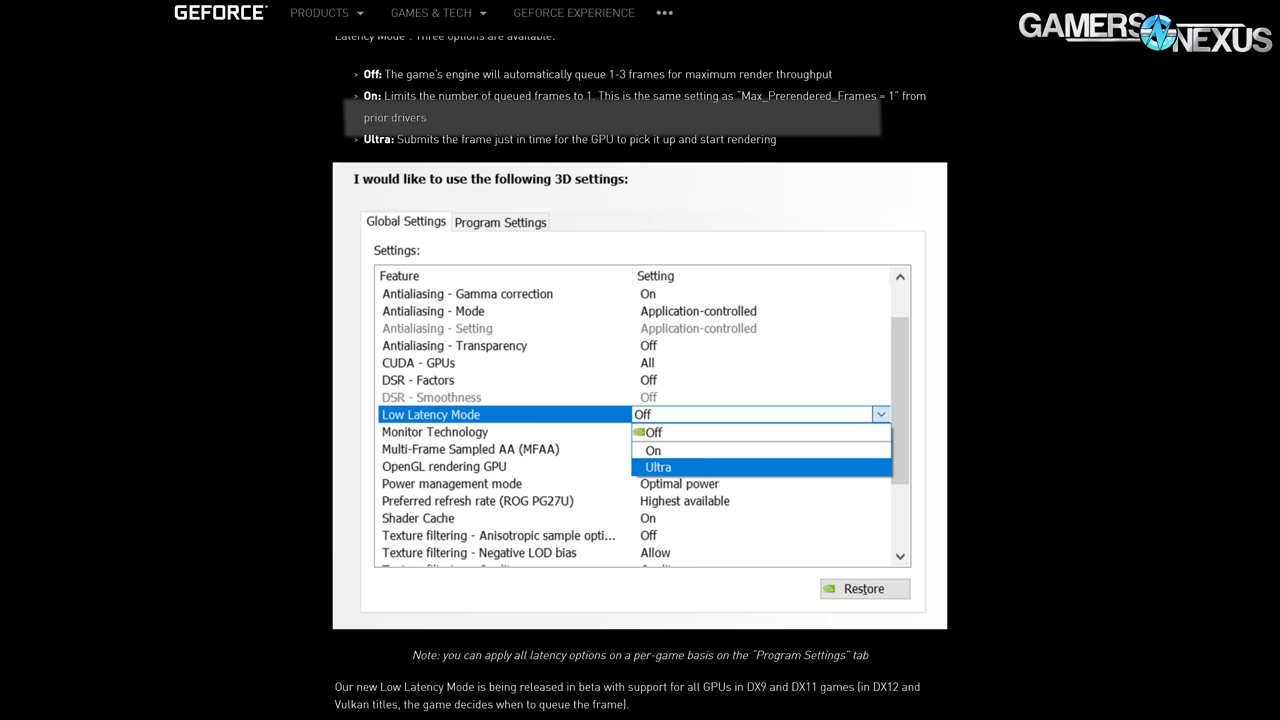 GEFORCE
PRODUCTS
GAMES & TECH
GEFORCE EXPERIENCE
•••
GAMERS NEXUS
Latency Mode". Three options are available:
> Off: The game's engine will automatically queue 1-3 frames for maximum render throughput
> On: Limits the number of queued frames to 1. This is the same setting as "Max_Prerendered_Frames = 1" from
prior drivers
> Ultra: Submits the frame just in time for the GPU to pick it up and start rendering
I would like to use the following 3D settings:
Global Settings Program Settings
Settings:
Feature Setting
Antialiasing - Gamma correction On
Antialiasing - Mode Application-controlled
Antialiasing - Setting Application-controlled
Antialiasing - Transparency Off
CUDA - GPUs All
DSR - Factors Off
DSR - Smoothness Off
Low Latency Mode Off
Monitor Technology Off
Multi-Frame Sampled AA (MFAA) On
OpenGL rendering GPU Ultra
Power management mode Optimal power
Preferred refresh rate (ROG PG27U) Highest available
Shader Cache On
Texture filtering - Anisotropic sample opti... Off
Texture filtering - Negative LOD bias Allow
Restore
Note: you can apply all latency options on a per-game basis on the "Program Settings" tab
Our new Low Latency Mode is being released in beta with support for all GPUs in DX9 and DX11 games (in DX12 and
Vulkan titles, the game decides when to queue the frame).